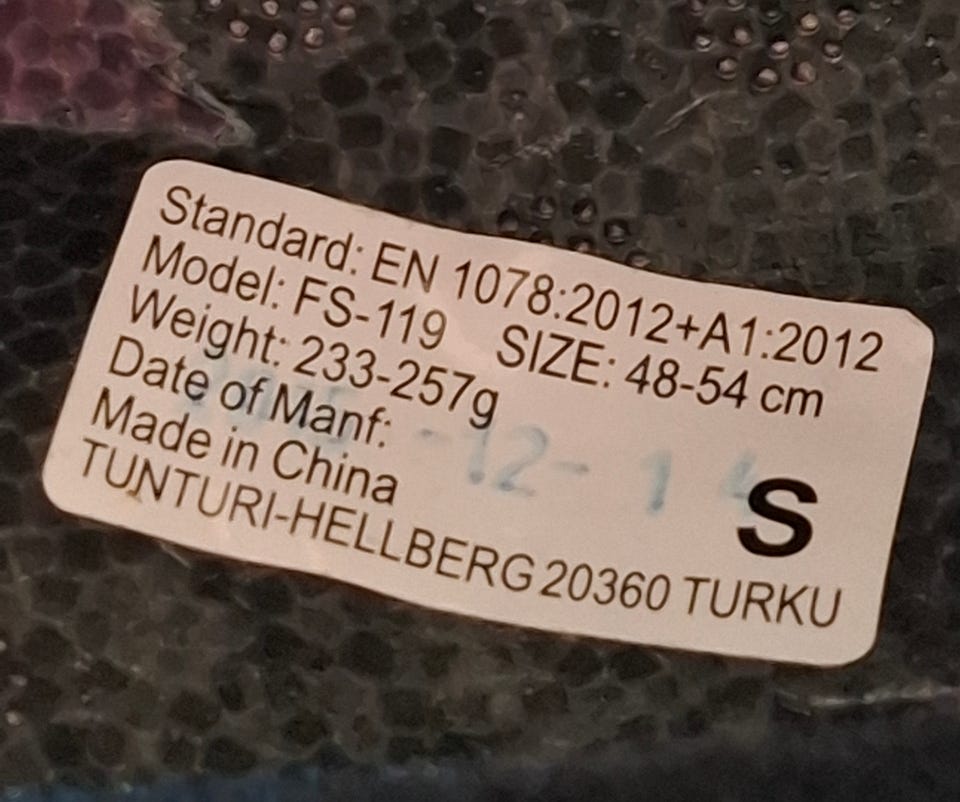 Standard: EN 1078:2012+A1:2012
Model: FS-119 SIZE: 48-54 cm
Weight: 233-257g
Date of Manf: -12-1
Made in China
S
TUNTURI-HELLBERG 20360 TURKU